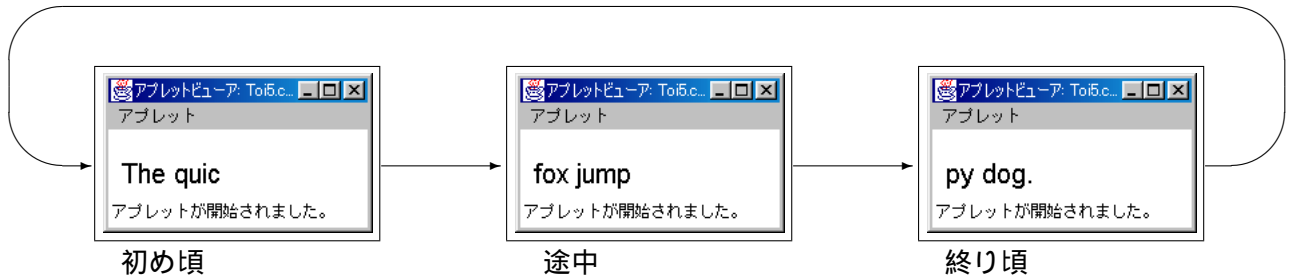 アプレットビューア: Toi5.c...
アプレット
The quic
アプレットが開始されました。
初め頃
アプレットビューア: Toi5.c...
アプレット
fox jump
アプレットが開始されました。
途中
アプレットビューア: Toi5.c...
アプレット
py dog.
アプレットが開始されました。
終り頃